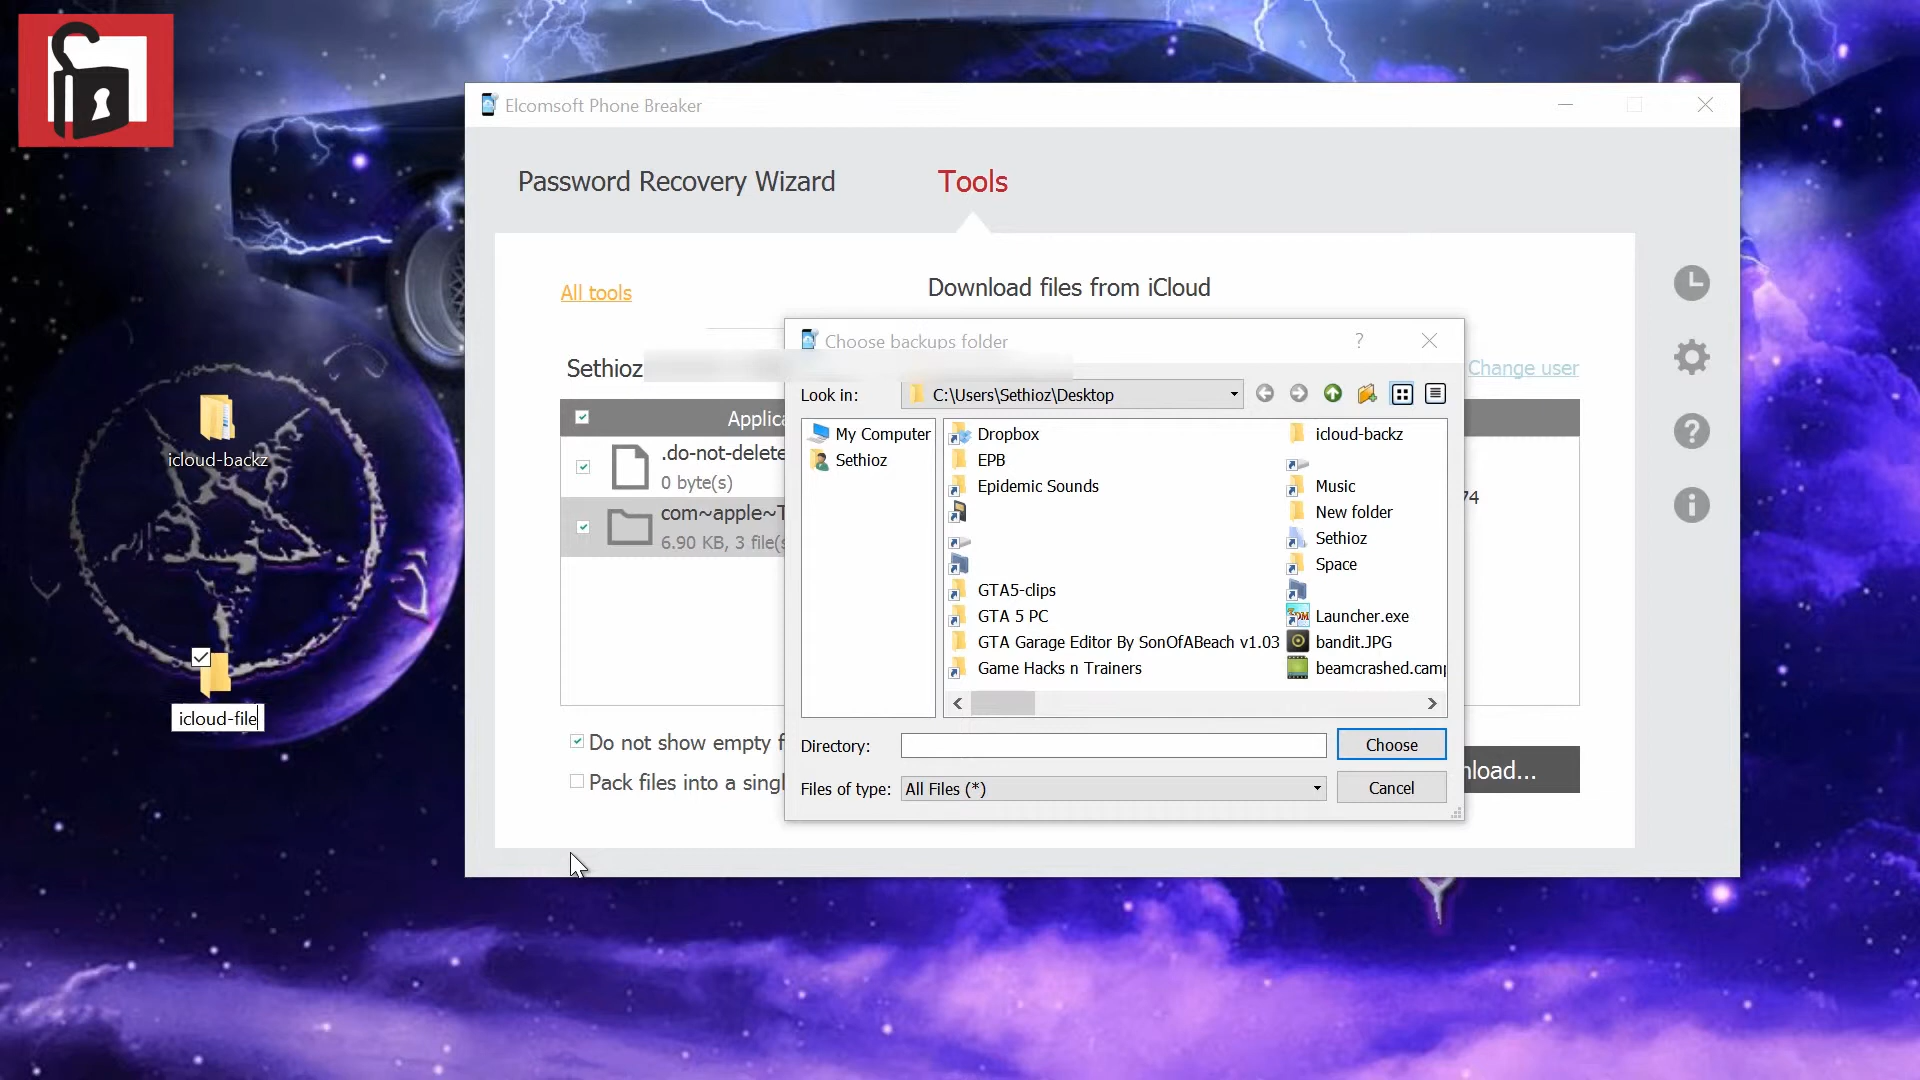 Elcomsoft Phone Breaker
Password Recovery Wizard
Tools
All tools
Download files from iCloud
Choose backups folder
?
Sethioz
Change user
Look in:
C:\Users\Sethioz\Desktop
Applica
My Computer
Sethioz
Dropbox
EPB
Epidemic Sounds
GTA5-clips
GTA 5 PC
GTA Garage Editor By SonOfABeach v1.03
Game Hacks n Trainers
icloud-backz
Music
New folder
Sethioz
Space
Launcher.exe
bandit.JPG
beamcrashed.camp
.do-not-delete
0 byte(s)
com~apple~T
6.90 KB, 3 file(s
74
icloud-backz
icloud-file
Directory:
Choose
Files of type:
All Files (*)
Cancel
Do not show empty f
Pack files into a singl
nload...